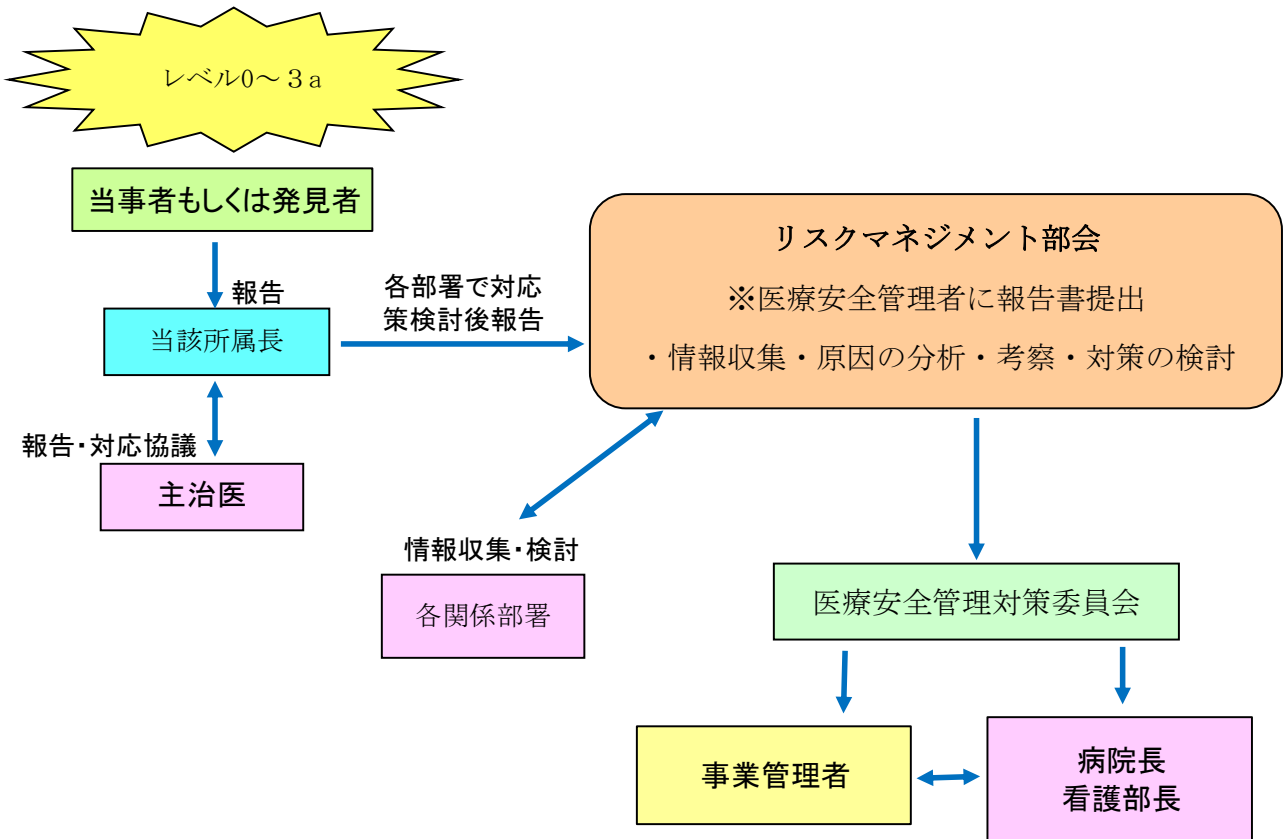 レベル0～３a
当事者もしくは発見者
報告
当該所属長
各部署で対応
策検討後報告
リスクマネジメント部会
※医療安全管理者に報告書提出
・情報収集・原因の分析・考察・対策の検討
報告・対応協議
主治医
情報収集・検討
各関係部署
医療安全管理対策委員会
事業管理者
病院長
看護部長